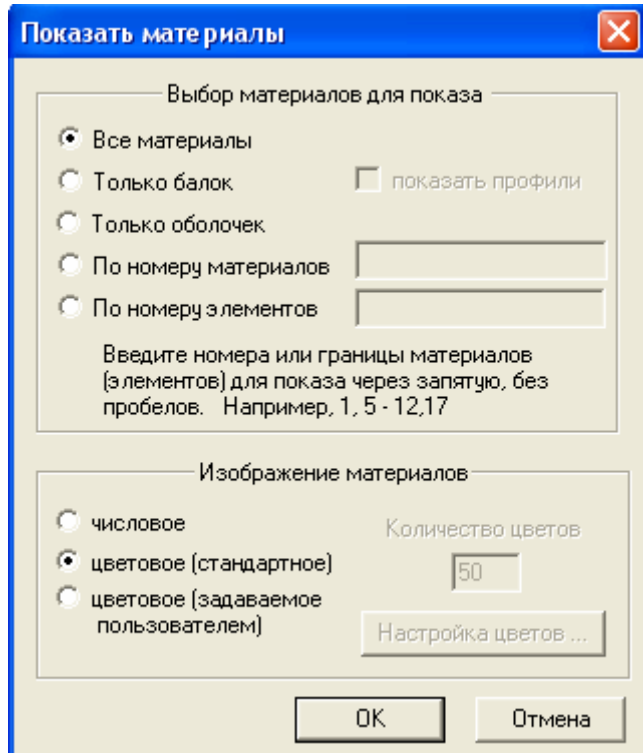 Показать материалы
Выбор материалов для показа
Все материалы
Только балок
показать профили
Только оболочек
По номеру материалов
По номеру элементов
Введите номера или границы материалов
(элементов) для показа через запятую, без
пробелов. Например, 1, 5 - 12,17
Изображение материалов
числовое
Количество цветов
цветовое (стандартное)
50
цветовое (задаваемое
пользователем)
Настройка цветов ...
OK
Отмена